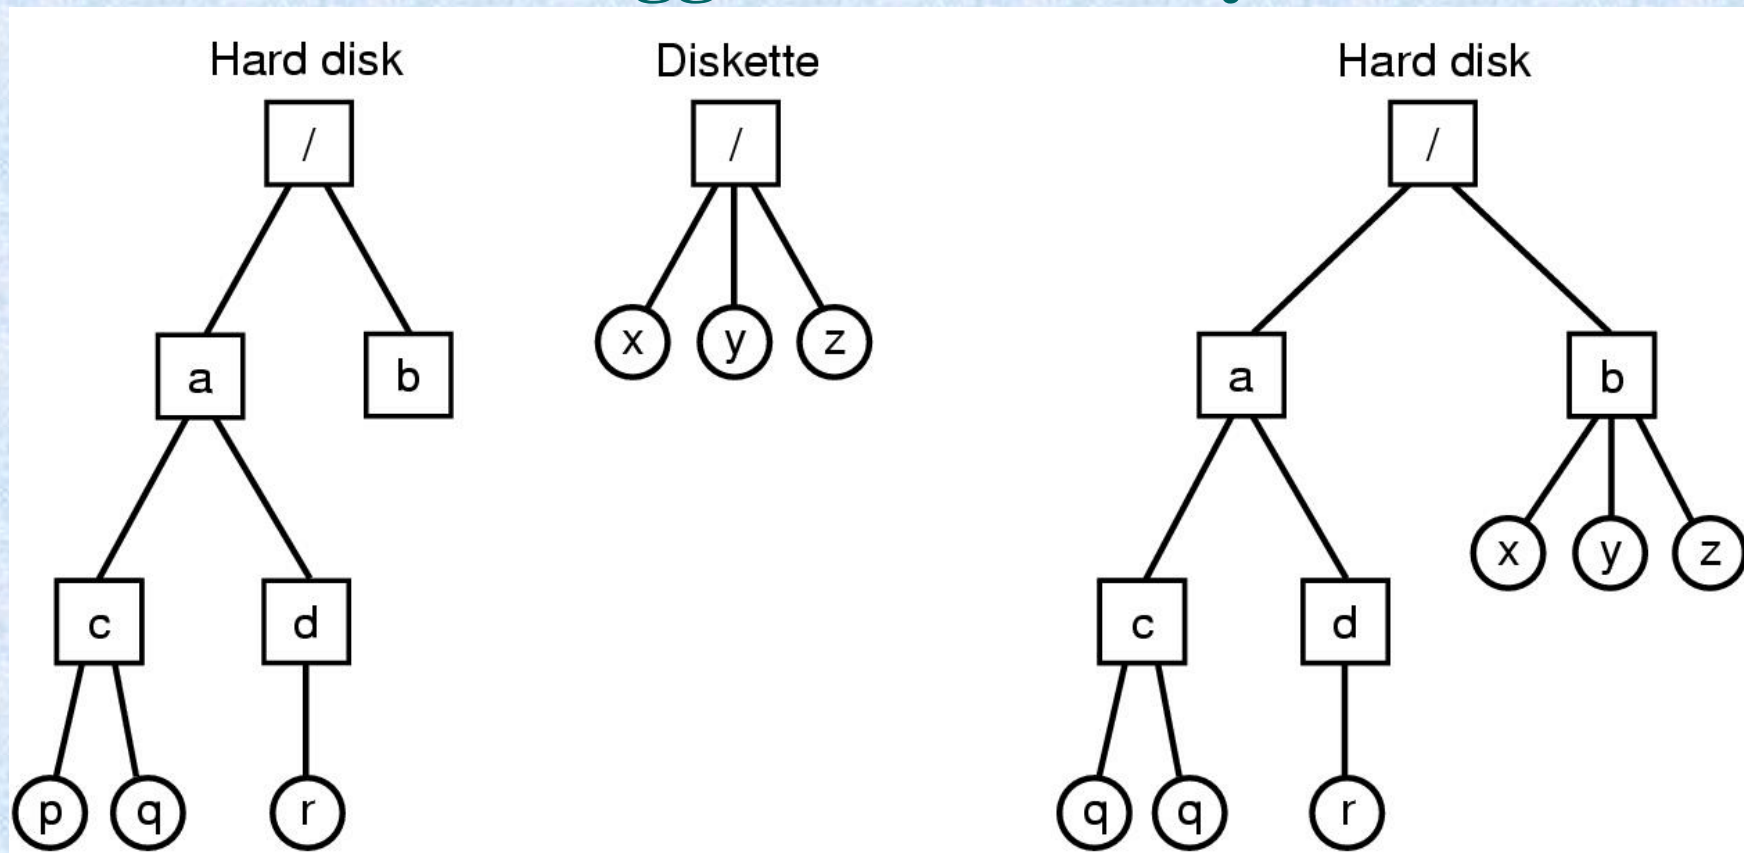 Hard disk Diskette Hard disk
/ / /
x y z
a b a b
x y z
c d c d
p q r q q r